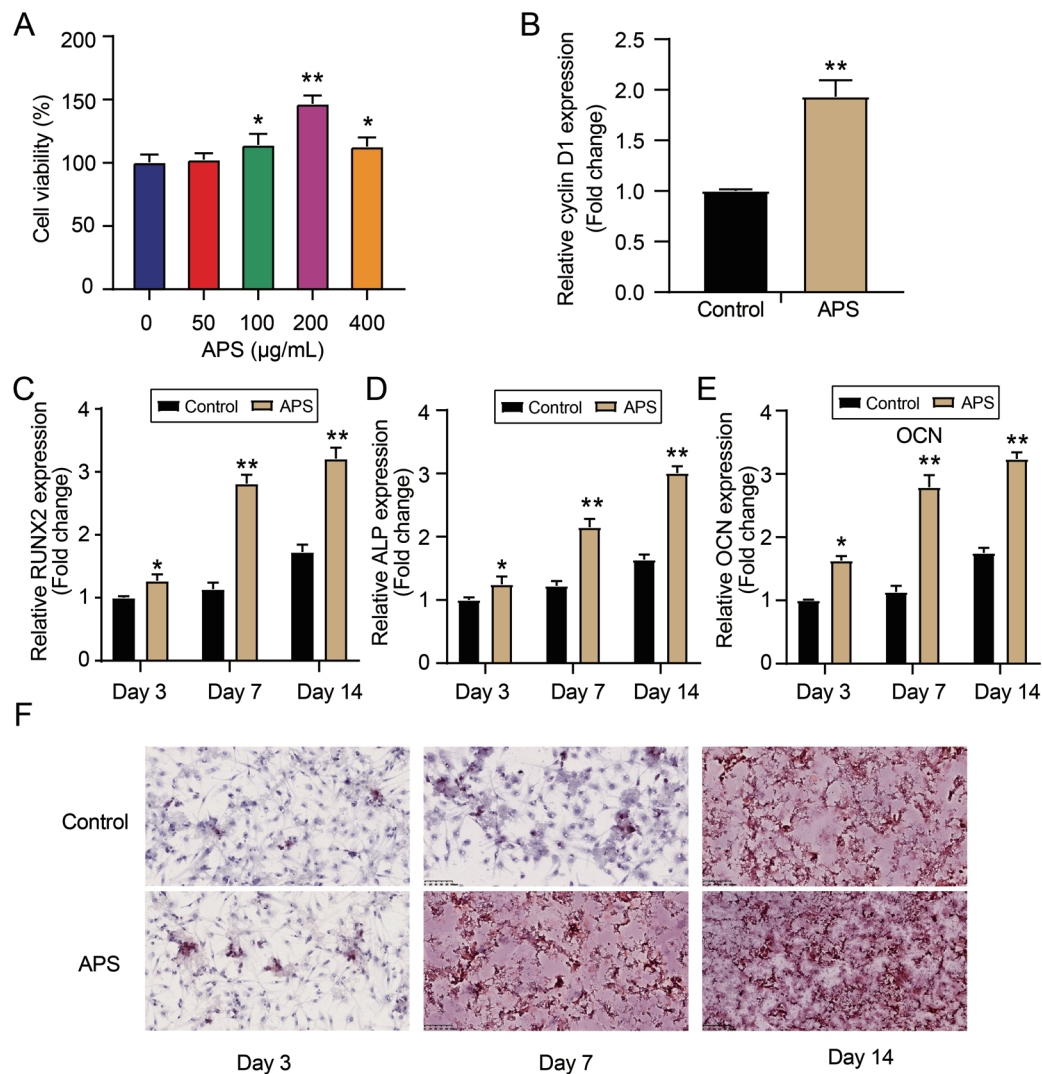 A
Cell viability (%)
200
150
100
50
0
*
**
*
0 50 100 200 400
APS (μg/mL)
B
Relative cyclin D1 expression
(Fold change)
2.5
2.0
1.5
1.0
0.5
0.0
**
Control APS
C
Control APS
Relative RUNX2 expression
(Fold change)
4
3
2
1
0
*
**
**
Day 3 Day 7 Day 14
D
Control APS
Relative ALP expression
(Fold change)
4
3
2
1
0
*
**
**
Day 3 Day 7 Day 14
E
Control APS
OCN
Relative OCN expression
(Fold change)
4
3
2
1
0
*
**
**
Day 3 Day 7 Day 14
F
Control
APS
Day 3 Day 7 Day 14